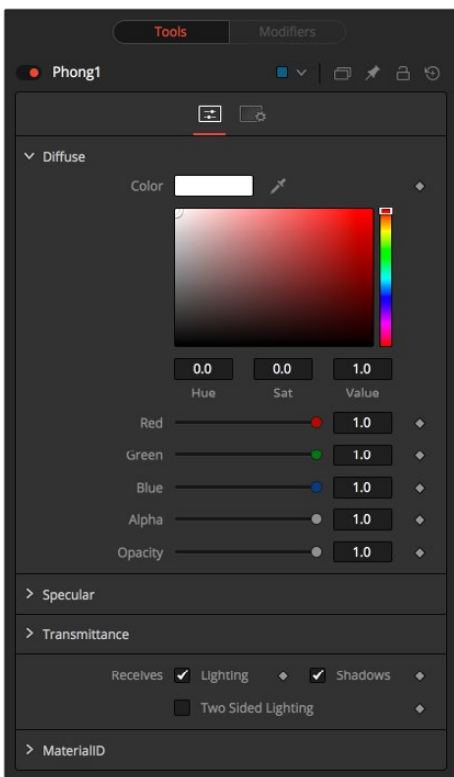 Tools Modifiers
Phong1
Diffuse
Color
0.0 0.0 1.0
Hue Sat Value
Red 1.0
Green 1.0
Blue 1.0
Alpha 1.0
Opacity 1.0
Specular
Transmittance
Receives Lighting Shadows
Two Sided Lighting
MaterialID